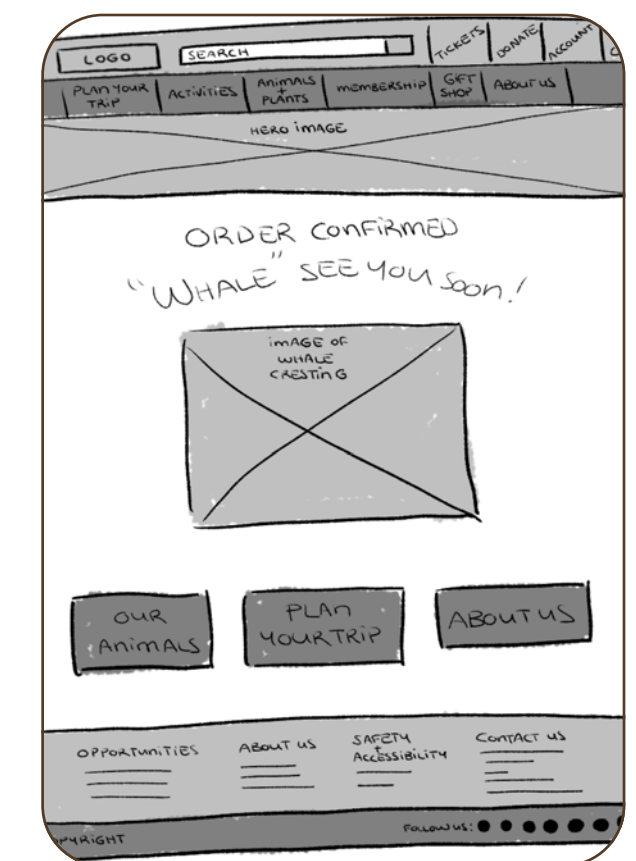 LOGO
SEARCH
TICKETS
DONATE
ACCOUNT
PLAN YOUR
TRIP
ACTIVITIES
ANIMALS
+
PLANTS
MEMBERSHIP
GIFT
SHOP
ABOUT US
HERO IMAGE
ORDER CONFIRMED
"WHALE" SEE YOU SOON!
IMAGE OF
WHALE
CRESTING
OUR
ANIMALS
PLAN
YOUR TRIP
ABOUT US
OPPORTUNITIES
ABOUT US
SAFETY
+
ACCESSIBILITY
CONTACT US
PYRIGHT
FOLLOW US: